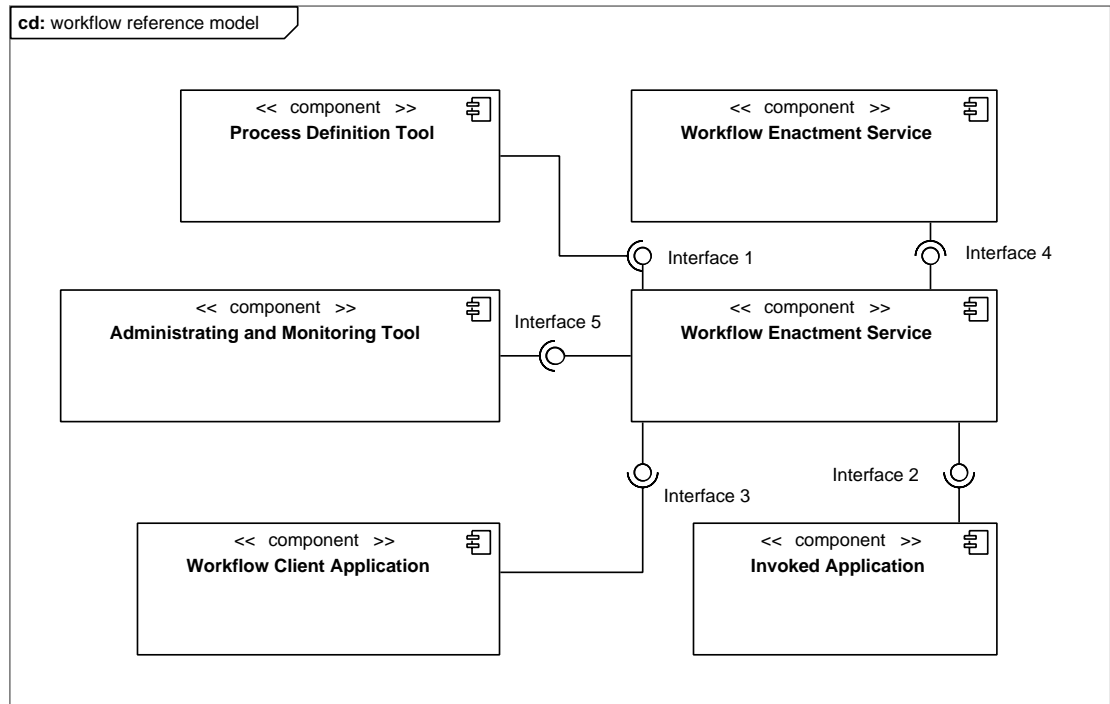 cd: workflow reference model
<< component >>
Process Definition Tool
<< component >>
Workflow Enactment Service
Interface 1
Interface 4
<< component >>
Administrating and Monitoring Tool
Interface 5
<< component >>
Workflow Enactment Service
Interface 3
Interface 2
<< component >>
Workflow Client Application
<< component >>
Invoked Application